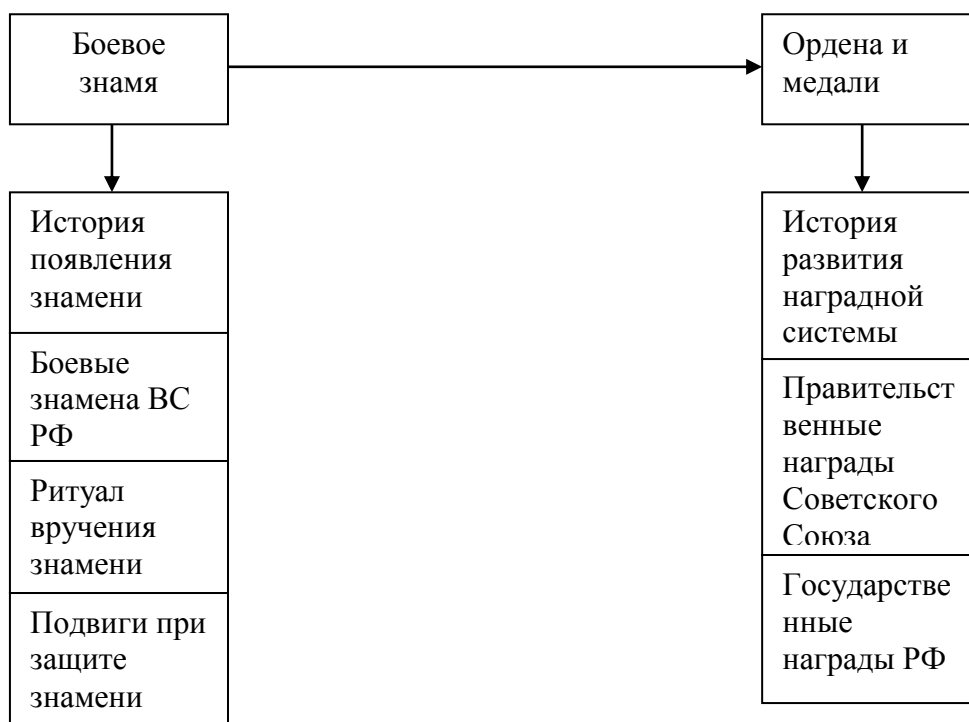 Боевое
знамя
Ордена и
медали
История
появления
знамени
Боевые
знамена ВС
РФ
Ритуал
вручения
знамени
Подвиги при
защите
знамени
История
развития
наградной
системы
Правительст
венные
награды
Советского
Союза
Государстве
нные
награды РФ